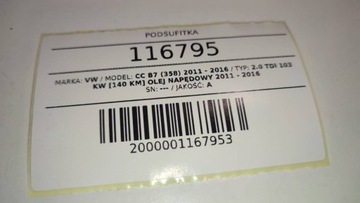 PODSUFITKA
116795
MARKA: VW / MODEL: CC B7 (358) 2011 - 2016 / TYP: 2.0 TDI 103
KW [140 KM] OLEJ NAPĘDOWY 2011 - 2016
SN: --- / JAKOŚĆ: A
2000001167953